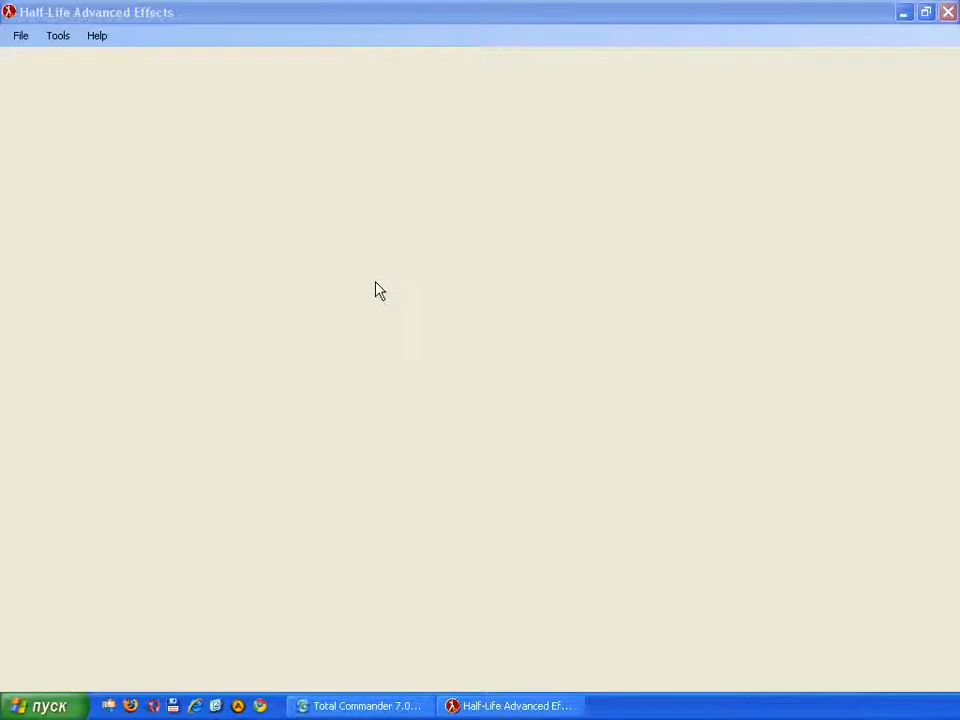 Half-Life Advanced Effects
File Tools Help
пуск Total Commander 7.0... Half-Life Advanced Ef...